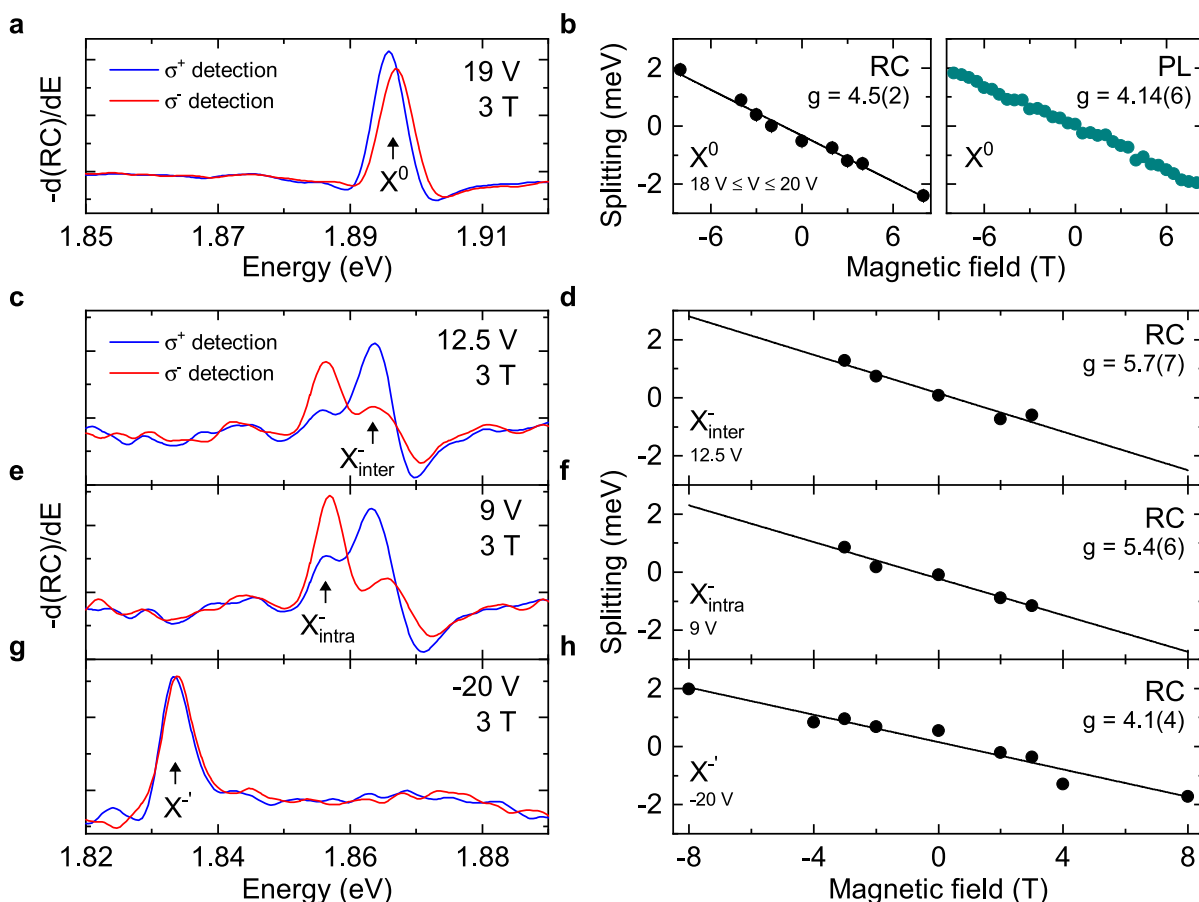 a
σ⁺ detection
σ⁻ detection
19 V
3 T
X⁰
-d(RC)/dE
1.85 1.87 1.89 1.91
Energy (eV)
b
RC
g = 4.5(2)
X⁰
18 V ≤ V ≤ 20 V
PL
g = 4.14(6)
X⁰
Splitting (meV)
2
0
-2
-6 0 6 -6 0 6
Magnetic field (T)
c
σ⁺ detection
σ⁻ detection
12.5 V
3 T
X⁻inter
d
RC
g = 5.7(7)
X⁻inter
12.5 V
2
0
-2
e
9 V
3 T
X⁻intra
-d(RC)/dE
f
RC
g = 5.4(6)
X⁻intra
9 V
Splitting (meV)
2
0
-2
g
-20 V
3 T
X⁻'
1.82 1.84 1.86 1.88
Energy (eV)
h
RC
g = 4.1(4)
X⁻'
-20 V
2
0
-2
-8 -4 0 4 8
Magnetic field (T)